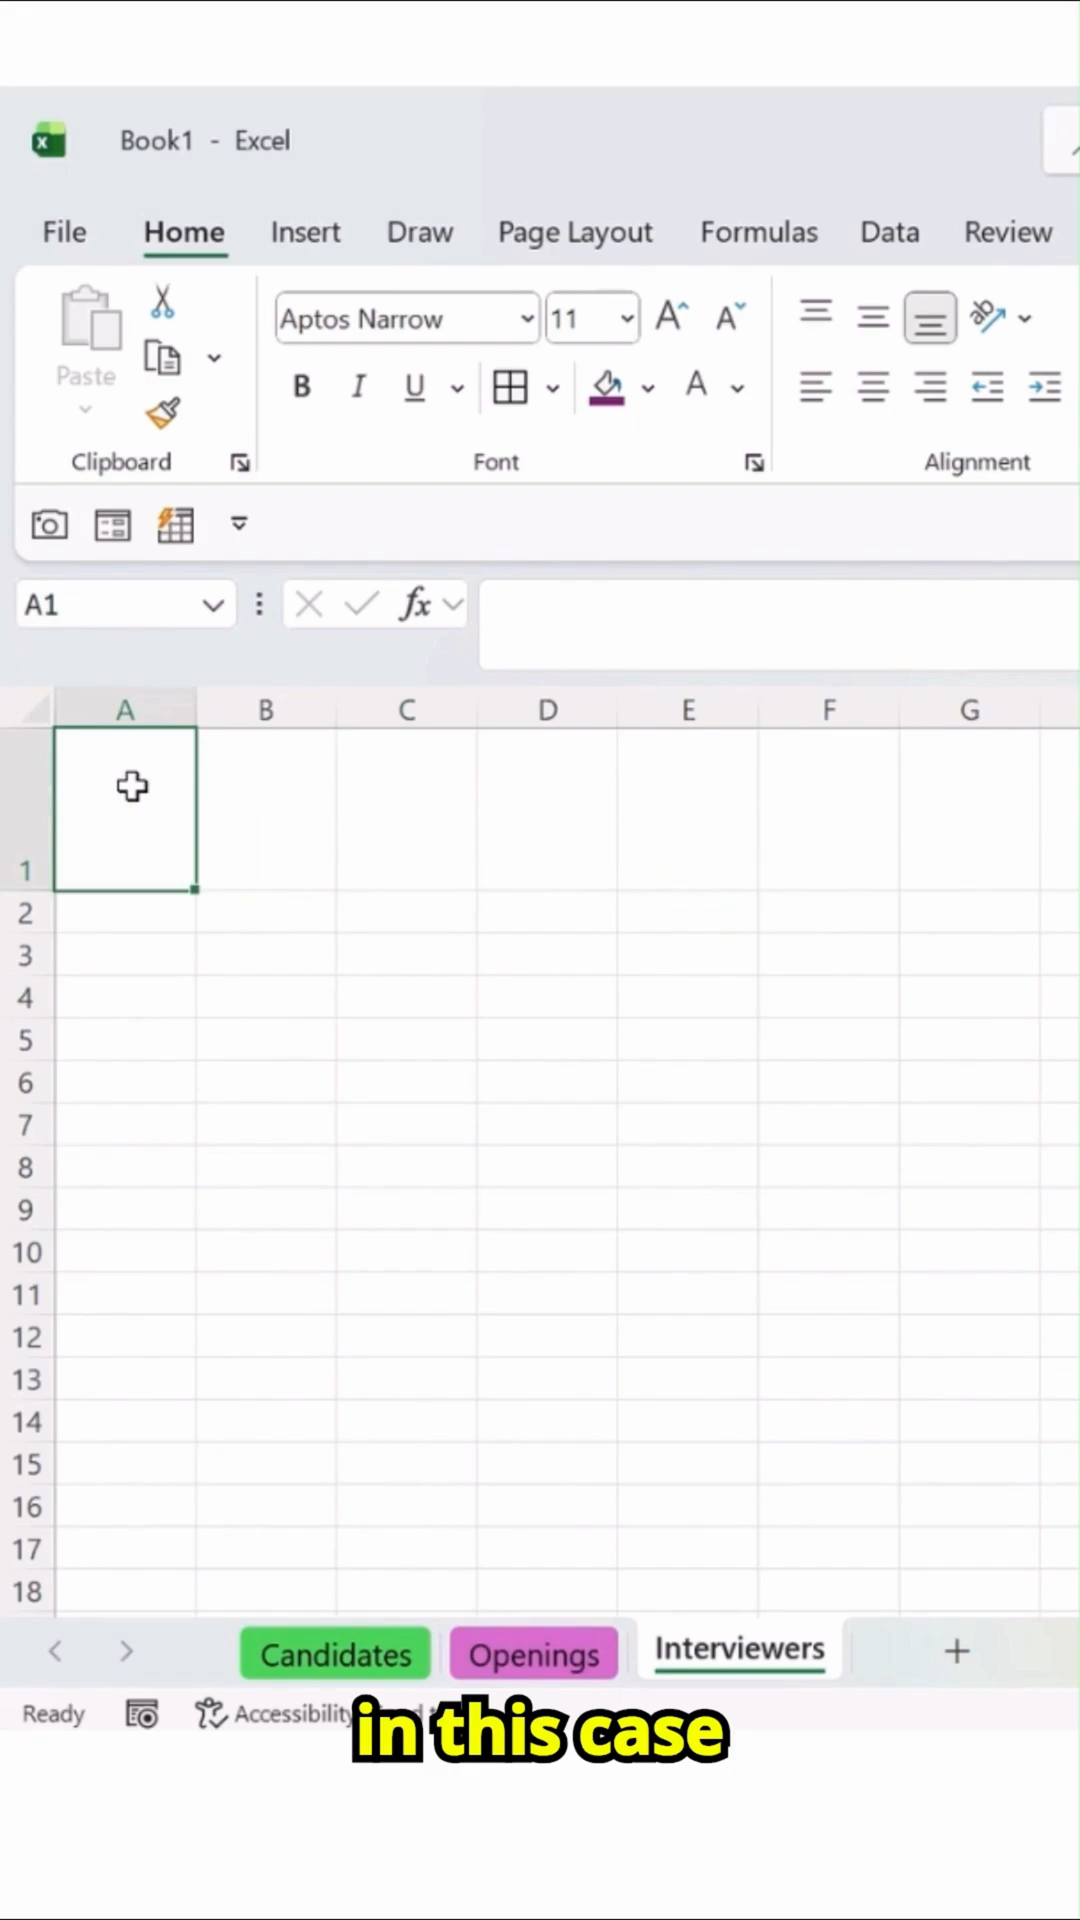 Book1 - Excel
File Home Insert Draw Page Layout Formulas Data Review
Aptos Narrow 11
Paste
B I U A
Clipboard Font Alignment
A1 fx
A B C D E F G
1
2
3
4
5
6
7
8
9
10
11
12
13
14
15
16
17
18
Candidates Openings Interviewers
Ready Accessibility
in this case